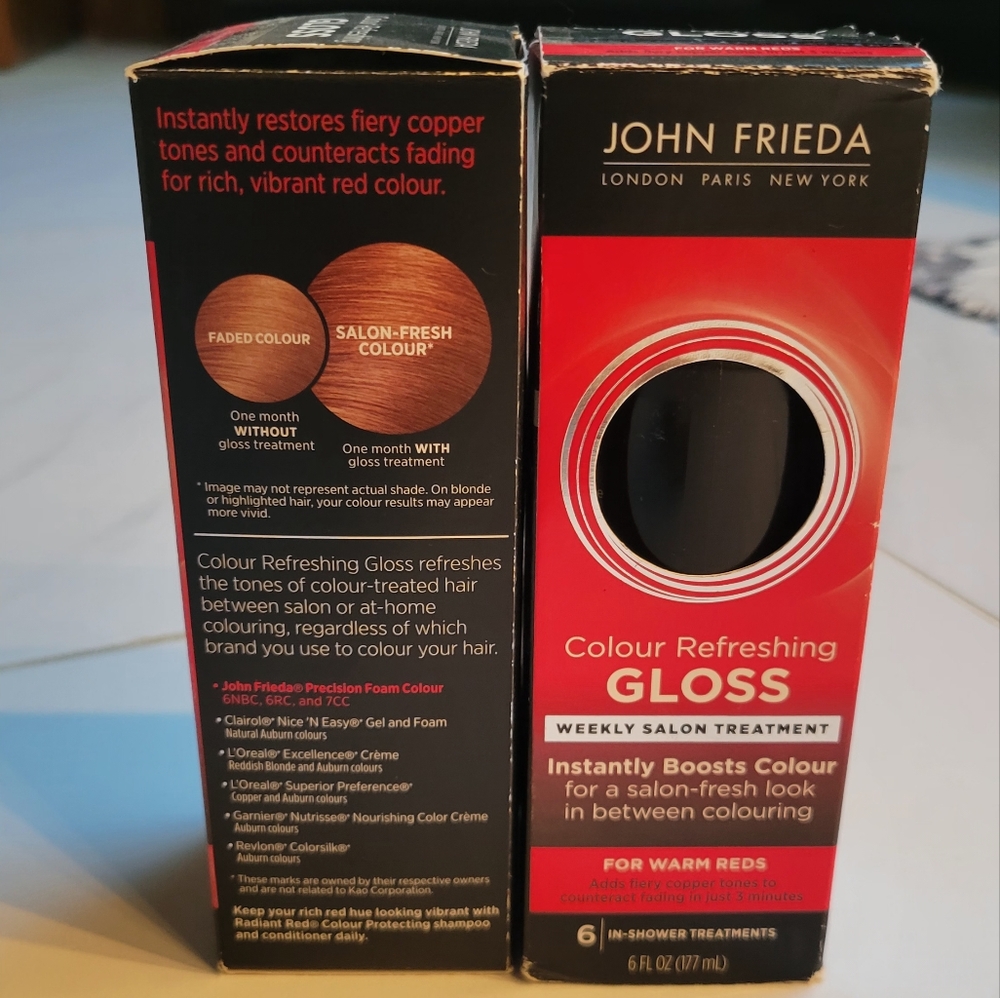 GLOSS
Instantly restores fiery copper
tones and counteracts fading
for rich, vibrant red colour.
FADED COLOUR
SALON-FRESH
COLOUR*
One month
WITHOUT
gloss treatment
One month WITH
gloss treatment
* Image may not represent actual shade. On blonde
or highlighted hair, your colour results may appear
more vivid.
Colour Refreshing Gloss refreshes
the tones of colour-treated hair
between salon or at-home
colouring, regardless of which
brand you use to colour your hair.
• John Frieda® Precision Foam Colour
6NBC, 6RC, and 7CC
• Clairol®* Nice 'N Easy®* Gel and Foam
Natural Auburn colours
• L'Oreal®* Excellence®* Crème
Reddish Blonde and Auburn colours
• L'Oreal®* Superior Preference®*
Copper and Auburn colours
• Garnier®* Nutrisse®* Nourishing Color Crème
Auburn colours
• Revlon®* Colorsilk®*
Auburn colours
* These marks are owned by their respective owners
and are not related to Kao Corporation.
Keep your rich red hue looking vibrant with
Radiant Red® Colour Protecting shampoo
and conditioner daily.
GLOSS
FOR WARM REDS
JOHN FRIEDA
LONDON PARIS NEW YORK
Colour Refreshing
GLOSS
WEEKLY SALON TREATMENT
Instantly Boosts Colour
for a salon-fresh look
in between colouring
FOR WARM REDS
Adds fiery copper tones to
counteract fading in just 3 minutes
6 IN-SHOWER TREATMENTS
6 FL OZ (177 mL)